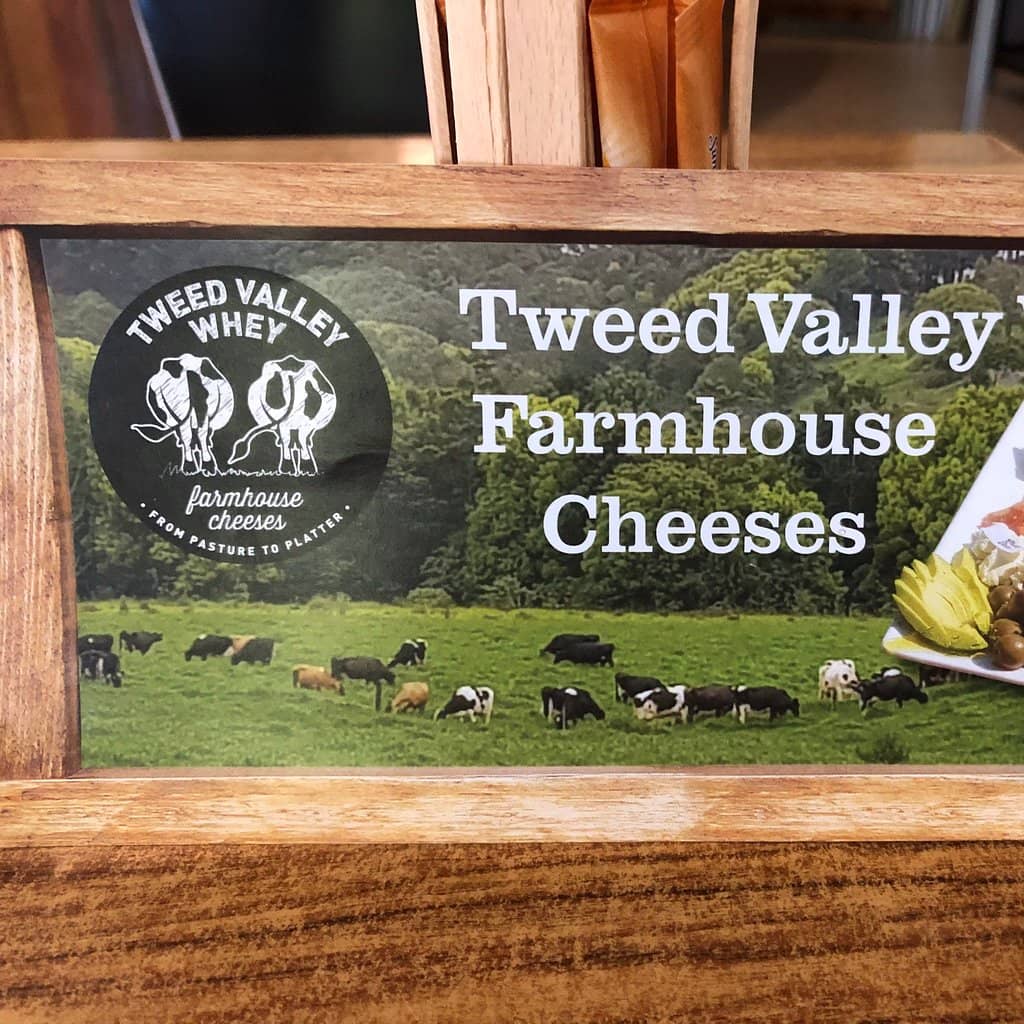 TWEED VALLEY
WHEY
farmhouse
cheeses
• FROM PASTURE TO PLATTER •
Tweed Valley
Farmhouse
Cheeses